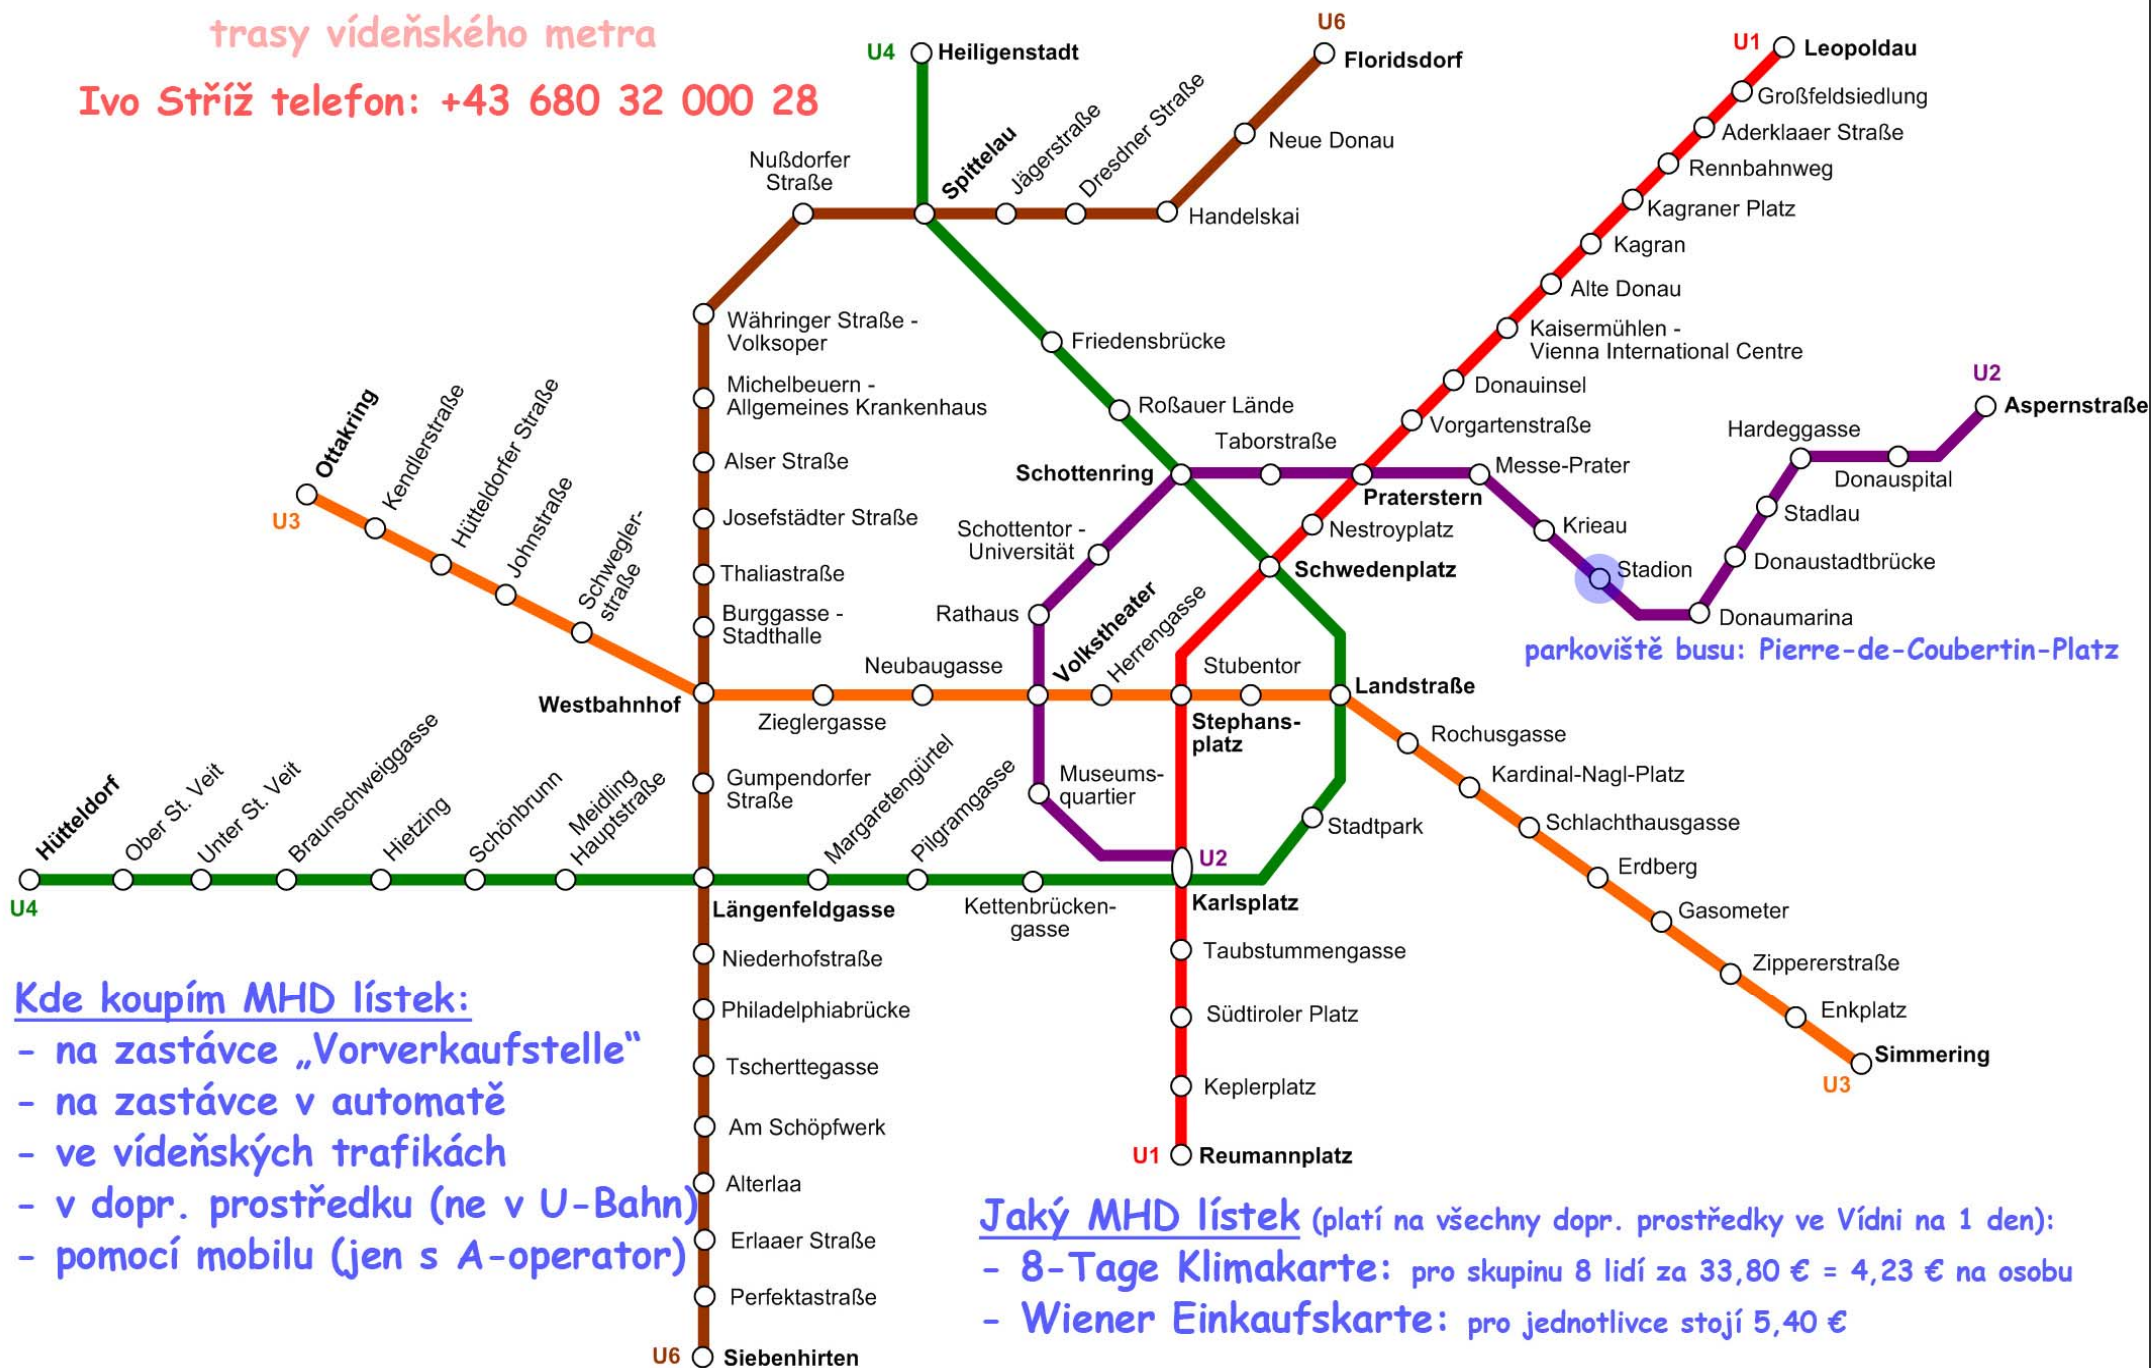 trasy vídeňského metra
Ivo Stříž telefon: +43 680 32 000 28
U4
Heiligenstadt
U6
Floridsdorf
U1
Leopoldau
Großfeldsiedlung
Aderklaaer Straße
Rennbahnweg
Kagraner Platz
Kagran
Alte Donau
Kaisermühlen -
Vienna International Centre
Donauinsel
Vorgartenstraße
Neue Donau
Handelskai
Dresdner Straße
Jägerstraße
Spittelau
Nußdorfer
Straße
Währinger Straße -
Volksoper
Michelbeuern -
Allgemeines Krankenhaus
Alser Straße
Josefstädter Straße
Thaliastraße
Burggasse -
Stadthalle
Friedensbrücke
Roßauer Lände
Schottenring
Taborstraße
Praterstern
Messe-Prater
Krieau
Stadion
Donaumarina
Donaustadtbrücke
Stadlau
Hardeggasse
Donauspital
U2
Aspernstraße
parkoviště busu: Pierre-de-Coubertin-Platz
Nestroyplatz
Schwedenplatz
Schottentor -
Universität
Rathaus
Volkstheater
Herrengasse
Stubentor
Landstraße
Stephans-
platz
Ottakring
U3
Kendlerstraße
Hütteldorfer Straße
Johnstraße
Schwegler-
straße
Westbahnhof
Zieglergasse
Neubaugasse
Museums-
quartier
Rochusgasse
Kardinal-Nagl-Platz
Schlachthausgasse
Erdberg
Gasometer
Zippererstraße
Enkplatz
Simmering
U3
Stadtpark
U2
Karlsplatz
Gumpendorfer
Straße
Hütteldorf
U4
Ober St. Veit
Unter St. Veit
Braunschweiggasse
Hietzing
Schönbrunn
Meidling
Hauptstraße
Längenfeldgasse
Margaretengürtel
Pilgramgasse
Kettenbrücken-
gasse
Taubstummengasse
Südtiroler Platz
Keplerplatz
U1
Reumannplatz
Niederhofstraße
Philadelphiabrücke
Tscherttegasse
Am Schöpfwerk
Alterlaa
Erlaaer Straße
Perfektastraße
U6
Siebenhirten
Kde koupím MHD lístek:
- na zastávce „Vorverkaufstelle“
- na zastávce v automatě
- ve vídeňských trafikách
- v dopr. prostředku (ne v U-Bahn)
- pomocí mobilu (jen s A-operator)
Jaký MHD lístek (platí na všechny dopr. prostředky ve Vídni na 1 den):
- 8-Tage Klimakarte: pro skupinu 8 lidí za 33,80 € = 4,23 € na osobu
- Wiener Einkaufskarte: pro jednotlivce stojí 5,40 €